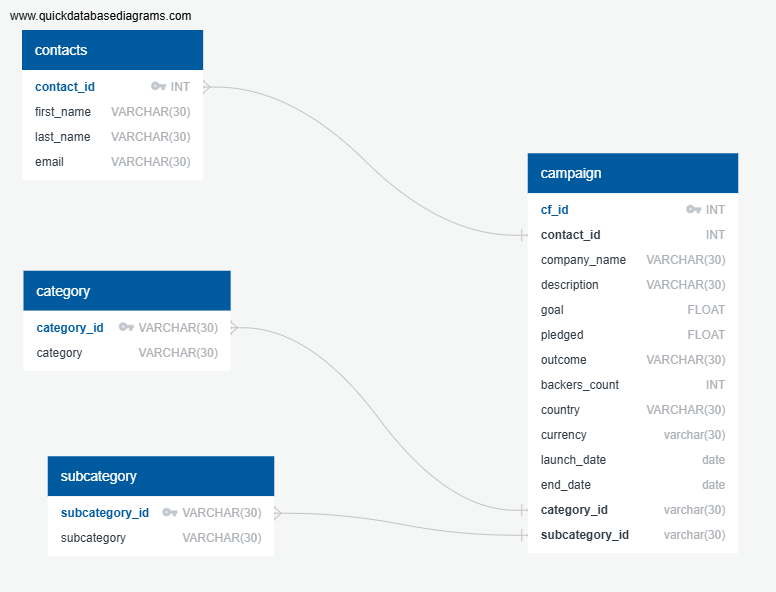 www.quickdatabasediagrams.com
contacts
contact_id INT
first_name VARCHAR(30)
last_name VARCHAR(30)
email VARCHAR(30)
campaign
cf_id INT
contact_id INT
company_name VARCHAR(30)
description VARCHAR(30)
goal FLOAT
pledged FLOAT
outcome VARCHAR(30)
backers_count INT
country VARCHAR(30)
currency varchar(30)
launch_date date
end_date date
category_id varchar(30)
subcategory_id varchar(30)
category
category_id VARCHAR(30)
category VARCHAR(30)
subcategory
subcategory_id VARCHAR(30)
subcategory VARCHAR(30)